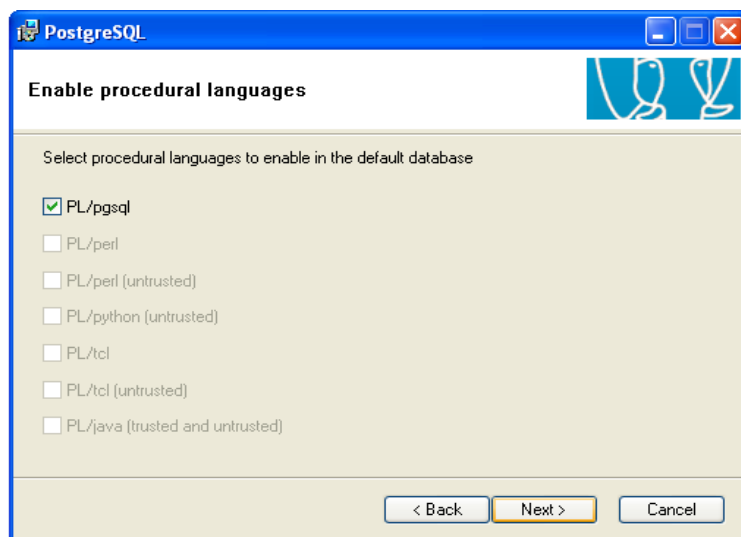 PostgreSQL
Enable procedural languages
Select procedural languages to enable in the default database
PL/pgsql
PL/perl
PL/perl (untrusted)
PL/python (untrusted)
PL/tcl
PL/tcl (untrusted)
PL/java (trusted and untrusted)
< Back Next > Cancel